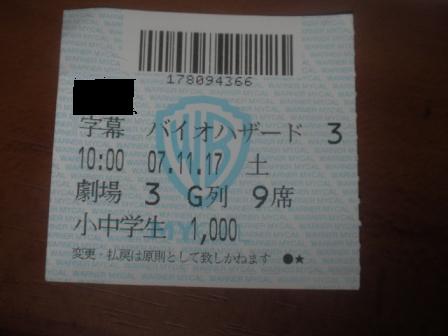 178094366
字幕 バイオハザード 3
10:00 07.11.17 土
劇場 3 G列 9席
小中学生 1,000
変更・払戻は原則として致しかねます ●★